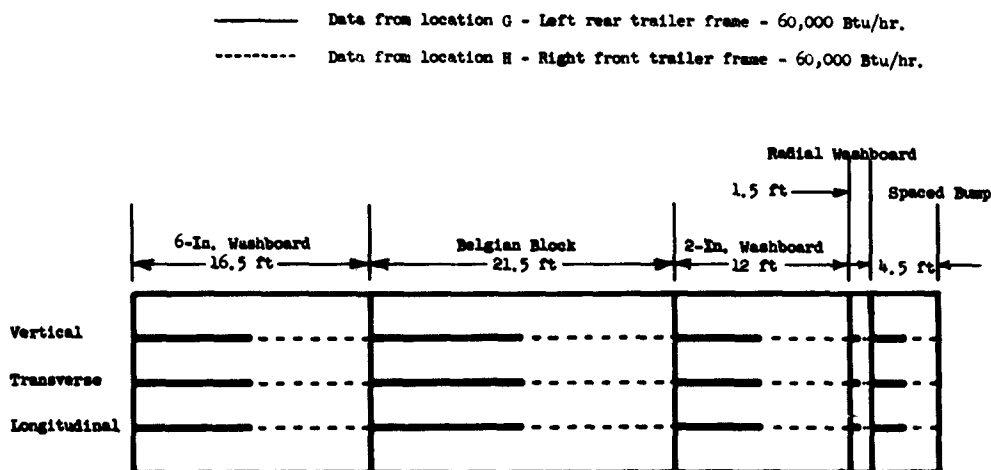 Data from location G - Left rear trailer frame - 60,000 Btu/hr.
Data from location H - Right front trailer frame - 60,000 Btu/hr.
Radial Washboard
1.5 ft
Spaced Bump
6-In. Washboard
16.5 ft
Belgian Block
21.5 ft
2-In. Washboard
12 ft
4.5 ft
Vertical
Transverse
Longitudinal